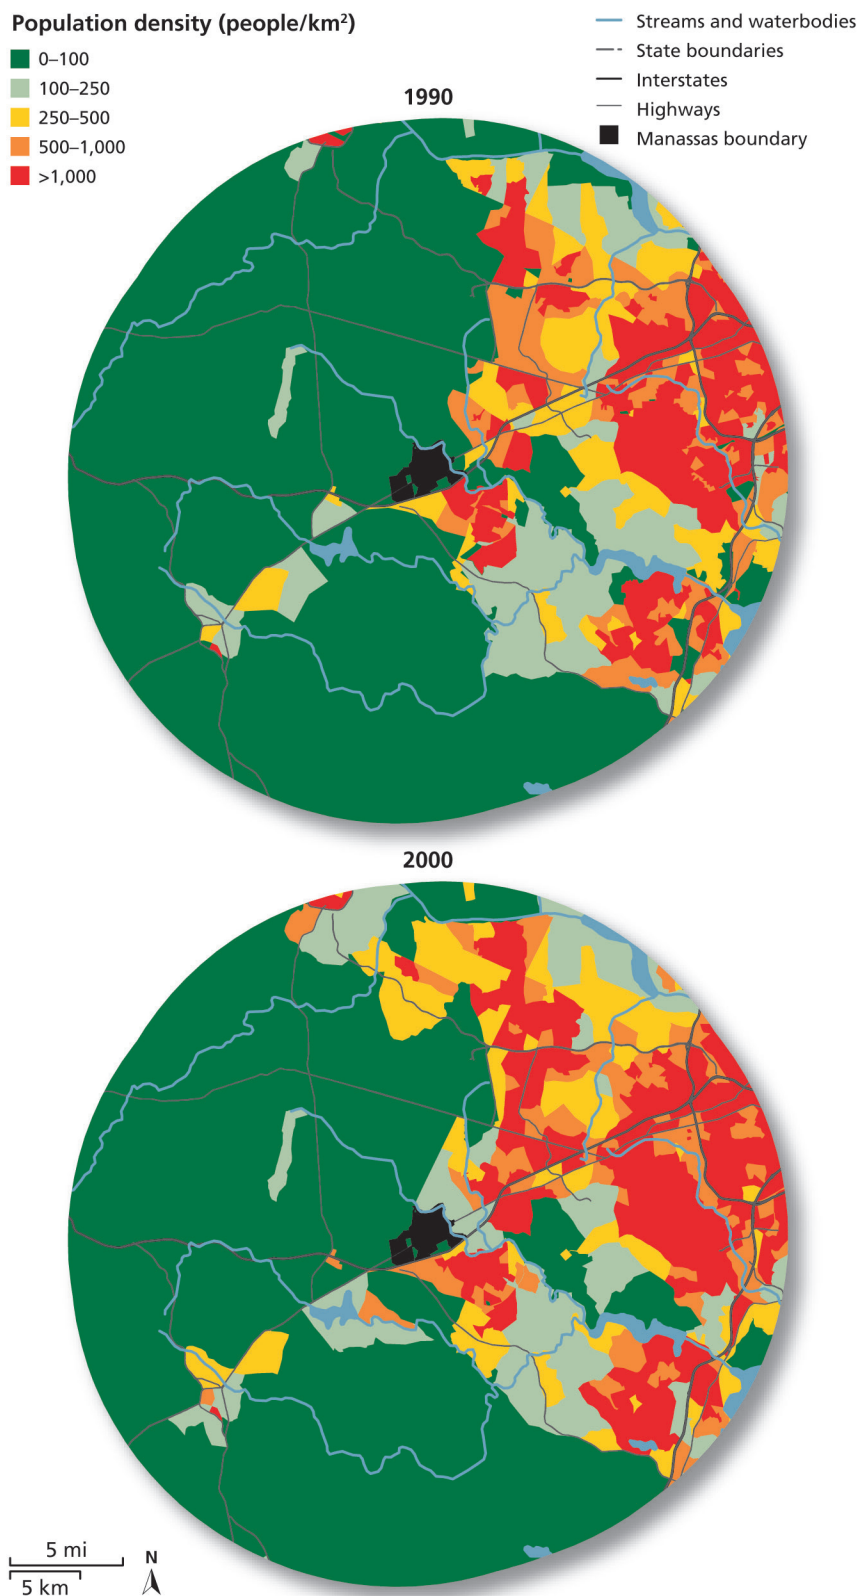 Population density (people/km²)
0–100
100–250
250–500
500–1,000
>1,000
Streams and waterbodies
State boundaries
Interstates
Highways
Manassas boundary
1990
2000
5 mi
5 km
N